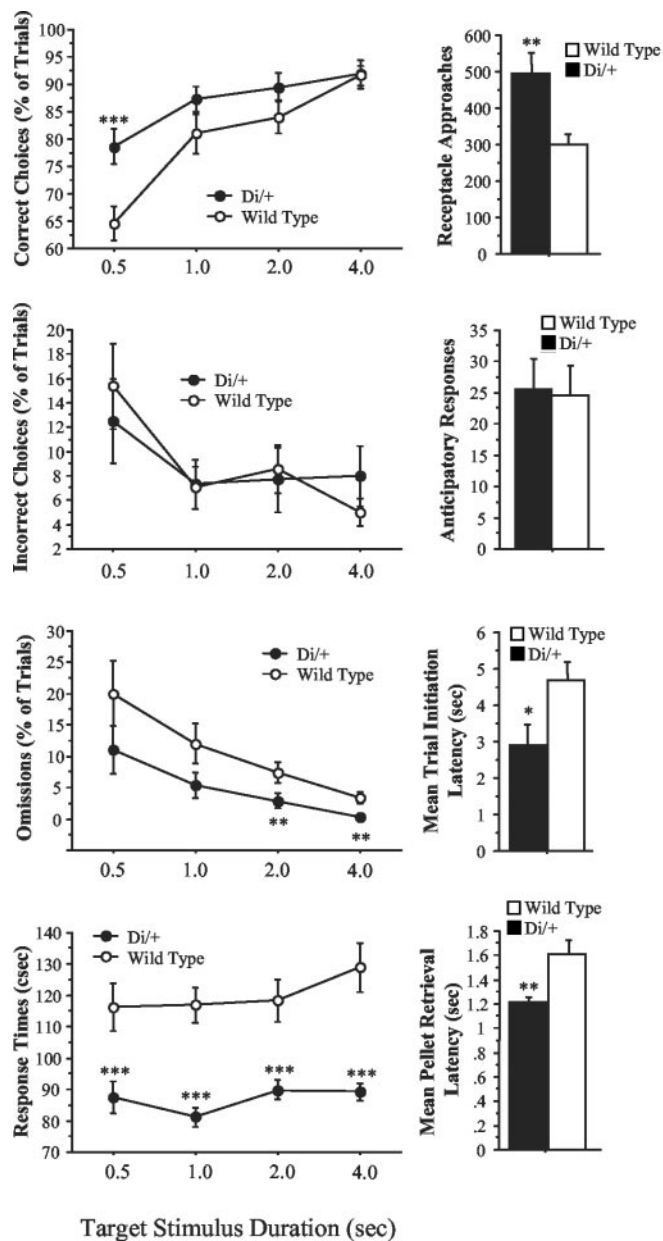 Correct Choices (% of Trials)
100
95
90
85
80
75
70
65
60
***
Di/+
Wild Type
0.5 1.0 2.0 4.0
Receptacle Approaches
600
500
400
300
200
100
0
**
Wild Type
Di/+
Incorrect Choices (% of Trials)
20
18
16
14
12
10
8
6
4
2
Di/+
Wild Type
0.5 1.0 2.0 4.0
Anticipatory Responses
35
30
25
20
15
10
5
0
Wild Type
Di/+
Omissions (% of Trials)
30
25
20
15
10
5
0
Di/+
Wild Type
** **
0.5 1.0 2.0 4.0
Mean Trial Initiation
Latency (sec)
6
5
4
3
2
1
0
Wild Type
Di/+
*
Response Times (csec)
140
130
120
110
100
90
80
70
Di/+
Wild Type
*** *** *** ***
0.5 1.0 2.0 4.0
Mean Pellet Retrieval
Latency (sec)
1.8
1.6
1.4
1.2
1
.8
.6
.4
.2
0
Wild Type
Di/+
**
Target Stimulus Duration (sec)